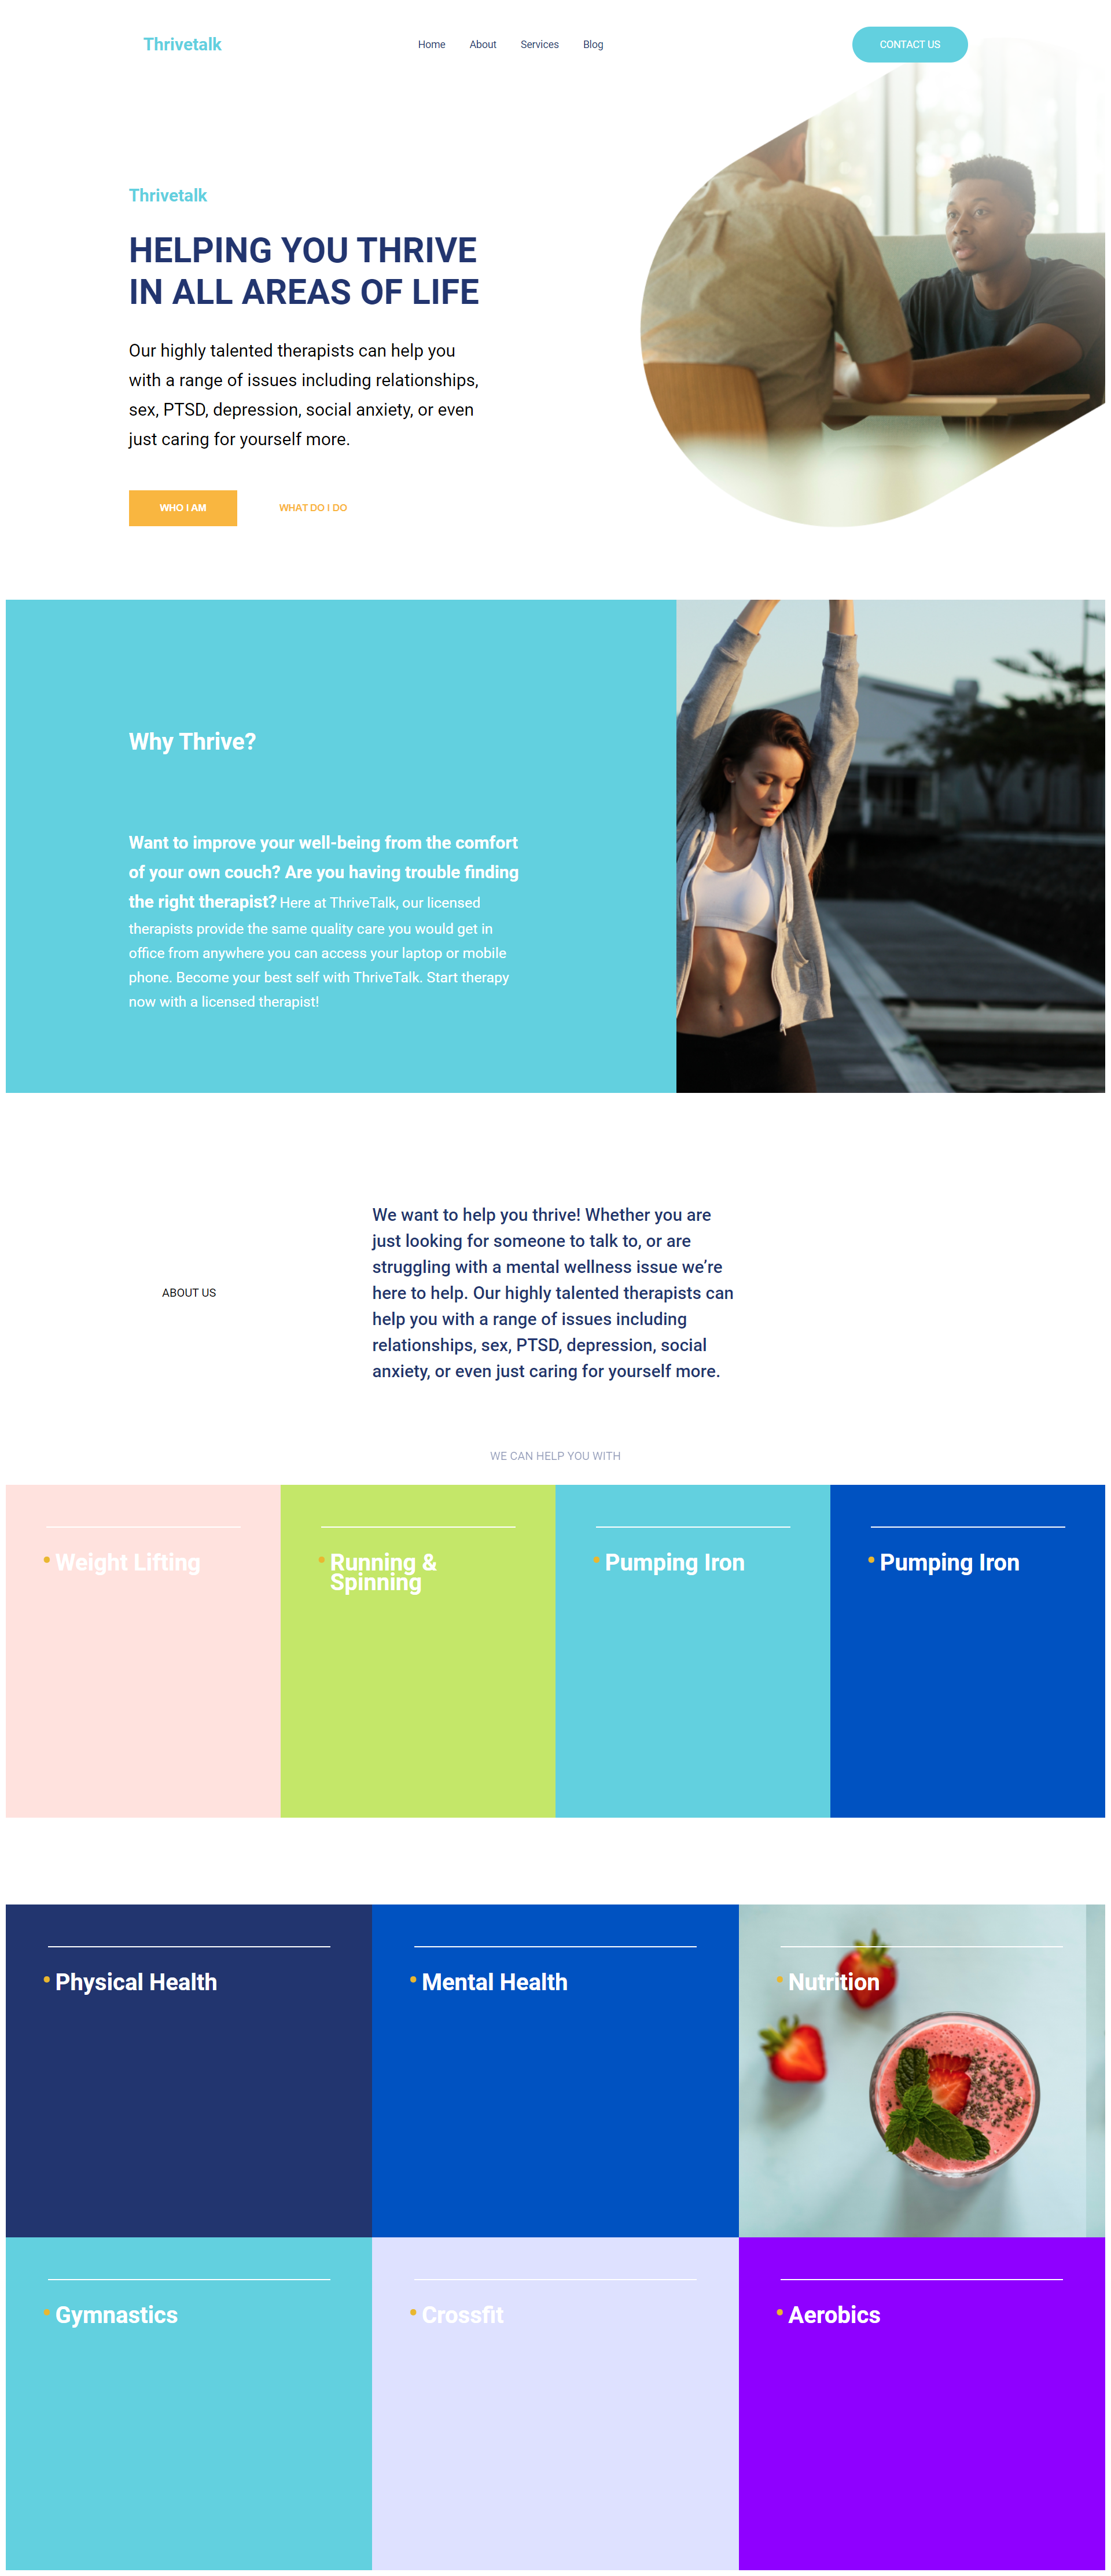 Thrivetalk
Home About Services Blog
CONTACT US
Thrivetalk
HELPING YOU THRIVE
IN ALL AREAS OF LIFE
Our highly talented therapists can help you
with a range of issues including relationships,
sex, PTSD, depression, social anxiety, or even
just caring for yourself more.
WHO I AM
WHAT DO I DO
Why Thrive?
Want to improve your well-being from the comfort
of your own couch? Are you having trouble finding
the right therapist? Here at ThriveTalk, our licensed
therapists provide the same quality care you would get in
office from anywhere you can access your laptop or mobile
phone. Become your best self with ThriveTalk. Start therapy
now with a licensed therapist!
ABOUT US
We want to help you thrive! Whether you are
just looking for someone to talk to, or are
struggling with a mental wellness issue we’re
here to help. Our highly talented therapists can
help you with a range of issues including
relationships, sex, PTSD, depression, social
anxiety, or even just caring for yourself more.
WE CAN HELP YOU WITH
Weight Lifting
Running &
Spinning
Pumping Iron
Pumping Iron
Physical Health
Mental Health
Nutrition
Gymnastics
Crossfit
Aerobics